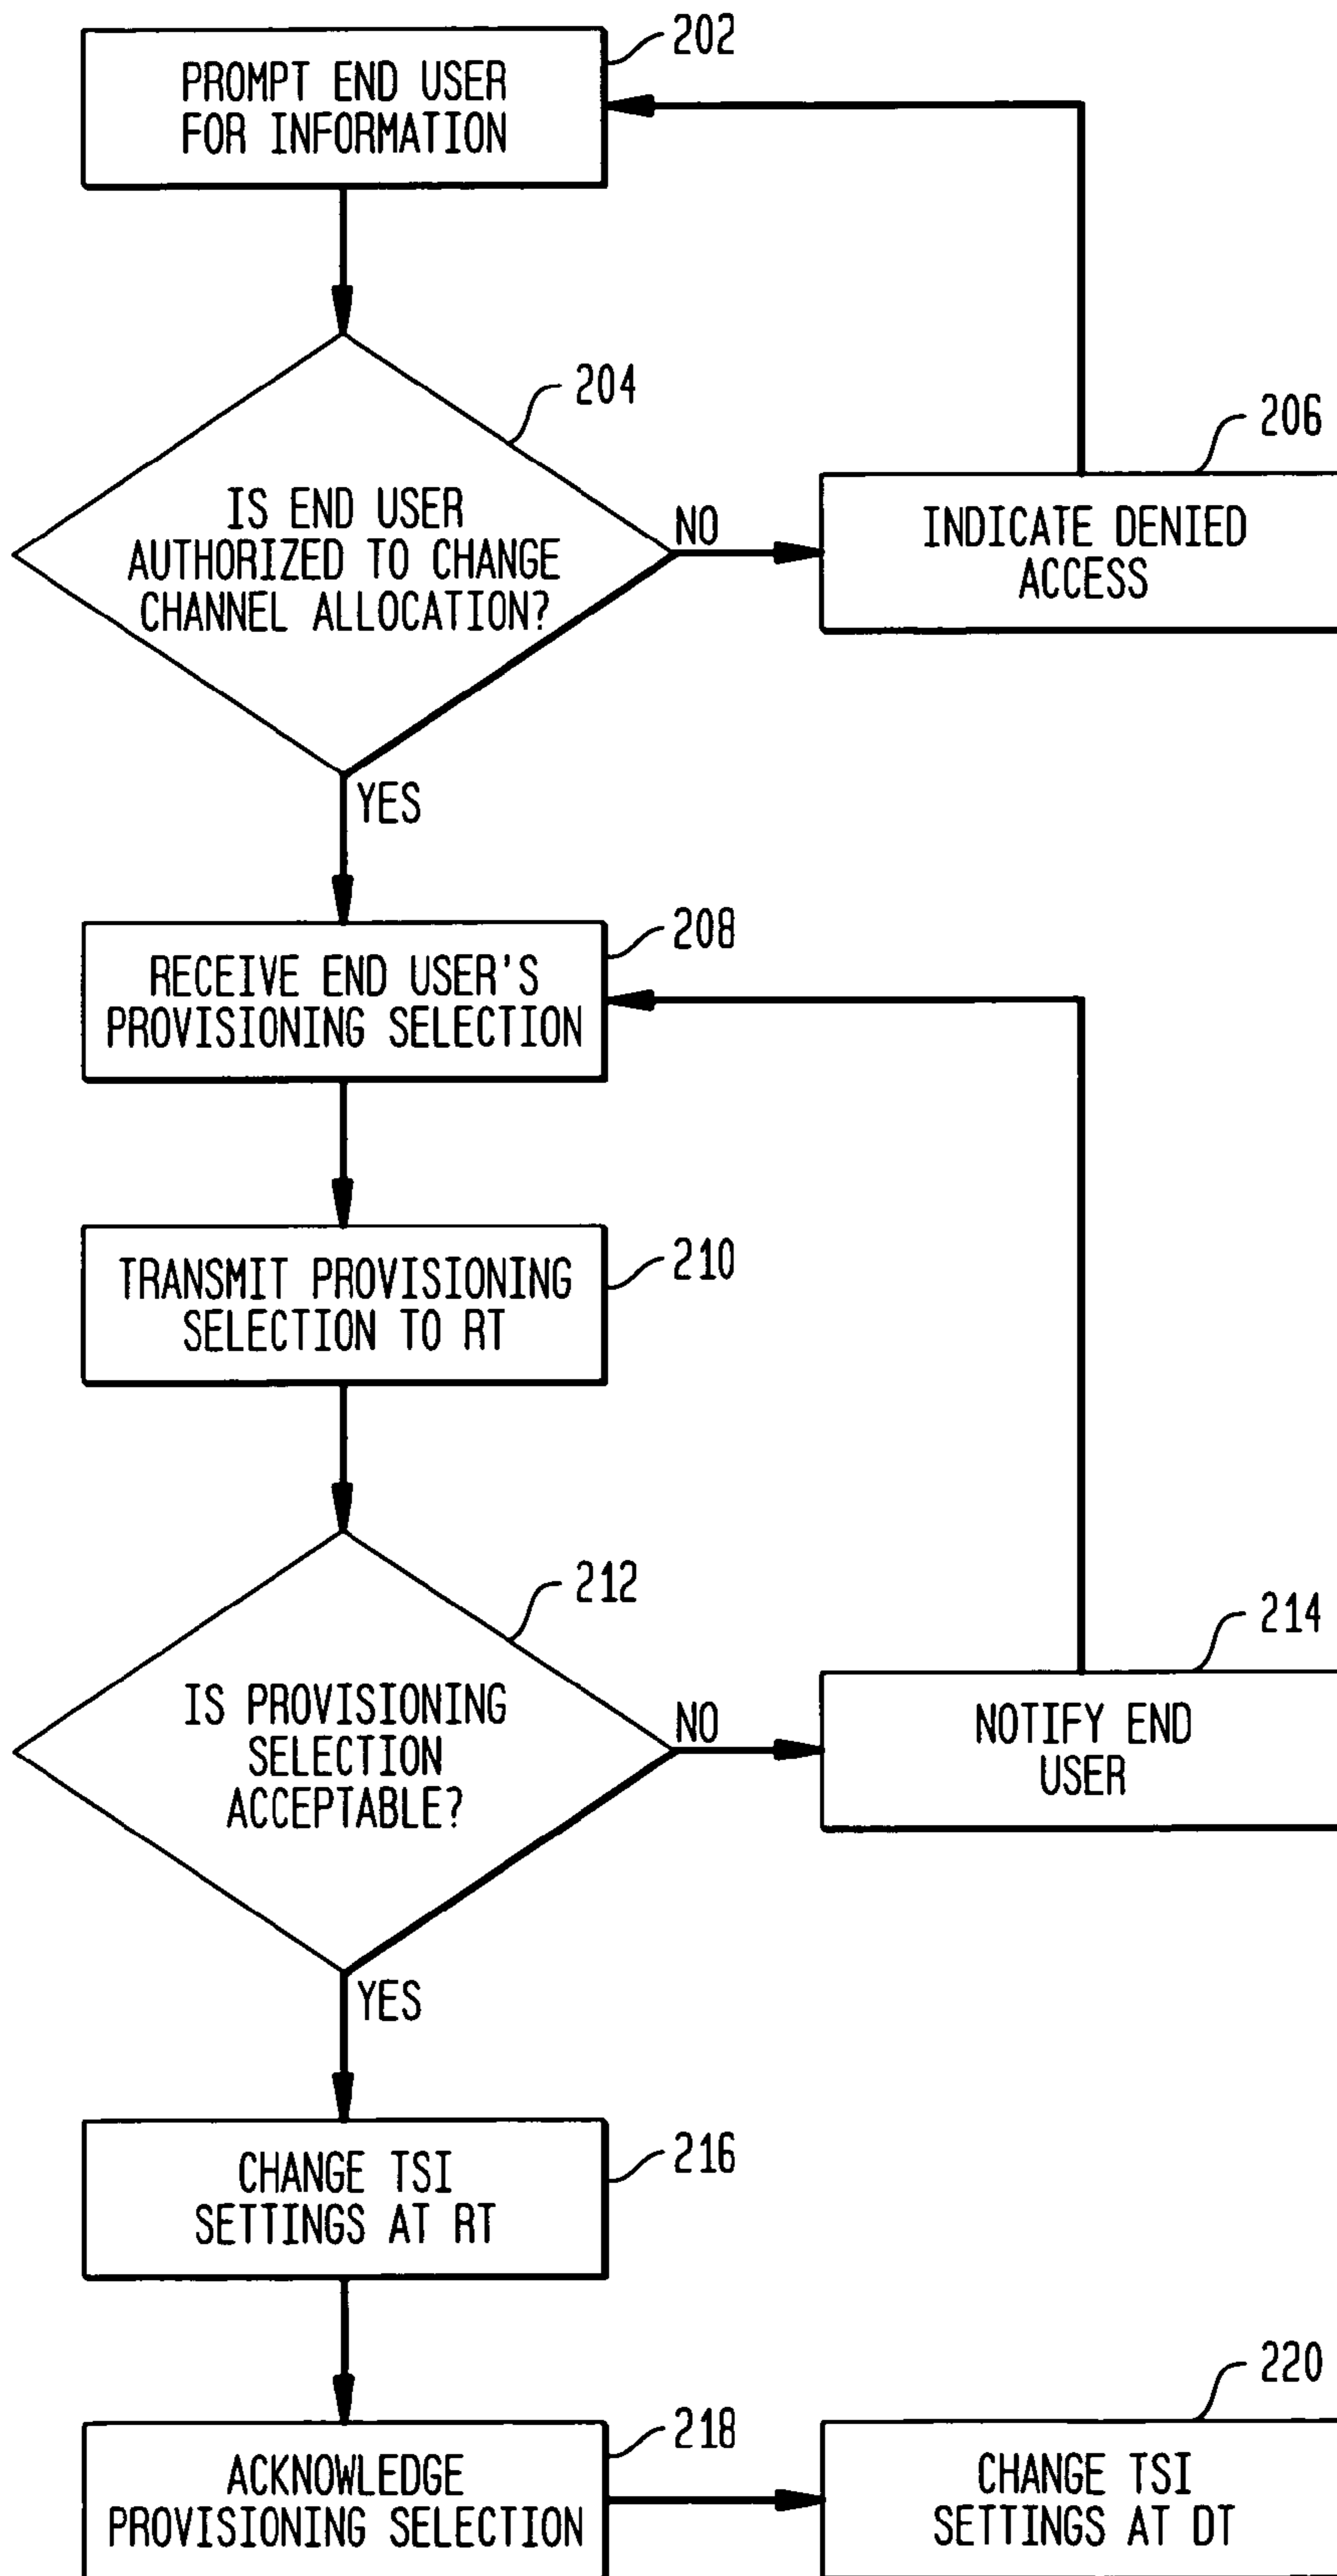 202
PROMPT END USER
FOR INFORMATION
204
IS END USER
AUTHORIZED TO CHANGE
CHANNEL ALLOCATION?
NO
206
INDICATE DENIED
ACCESS
YES
208
RECEIVE END USER'S
PROVISIONING SELECTION
210
TRANSMIT PROVISIONING
SELECTION TO RT
212
IS PROVISIONING
SELECTION
ACCEPTABLE?
NO
214
NOTIFY END
USER
YES
216
CHANGE TSI
SETTINGS AT RT
218
ACKNOWLEDGE
PROVISIONING SELECTION
220
CHANGE TSI
SETTINGS AT DT